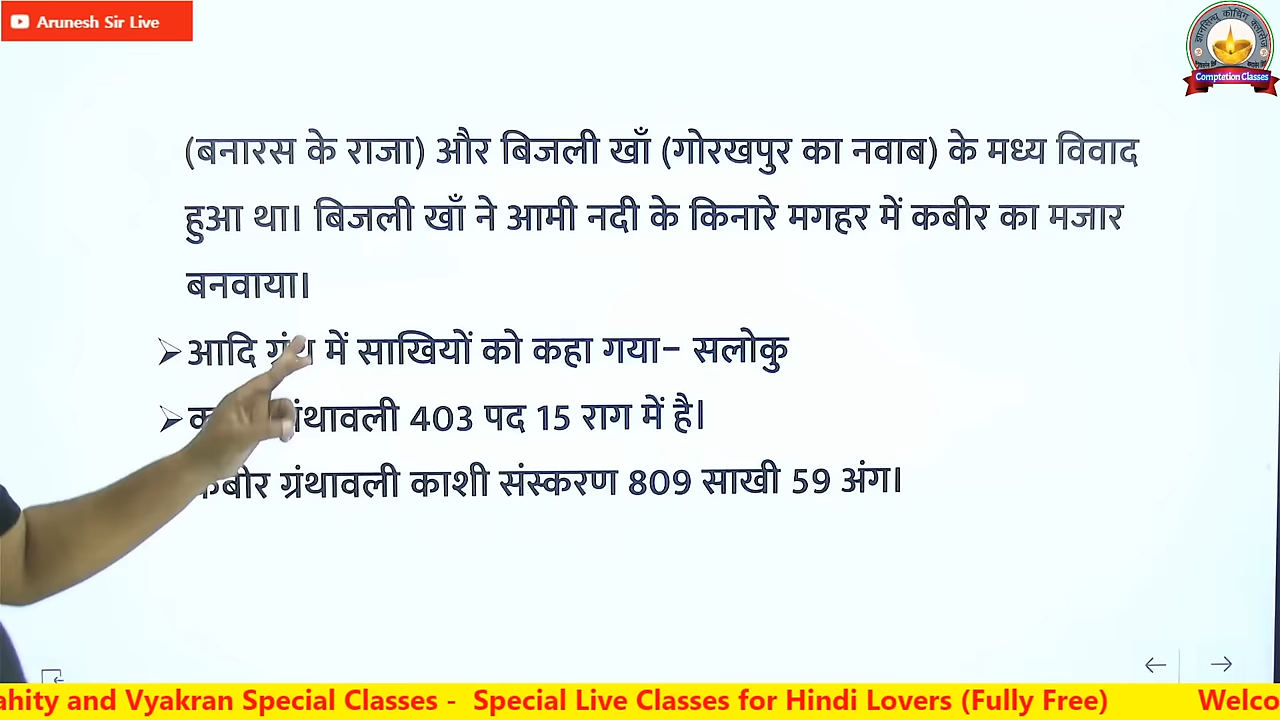 Arunesh Sir Live
Comptetion Classes
(बनारस के राजा) और बिजली खाँ (गोरखपुर का नवाब) के मध्य विवाद
हुआ था। बिजली खाँ ने आमी नदी के किनारे मगहर में कबीर का मजार
बनवाया।
➢आदि ग्रंथ में साखियों को कहा गया- सलोकु
➢ ग्रंथावली 403 पद 15 राग में है।
कबीर ग्रंथावली काशी संस्करण 809 साखी 59 अंग।
and Vyakran Special Classes - Special Live Classes for Hindi Lovers (Fully Free)